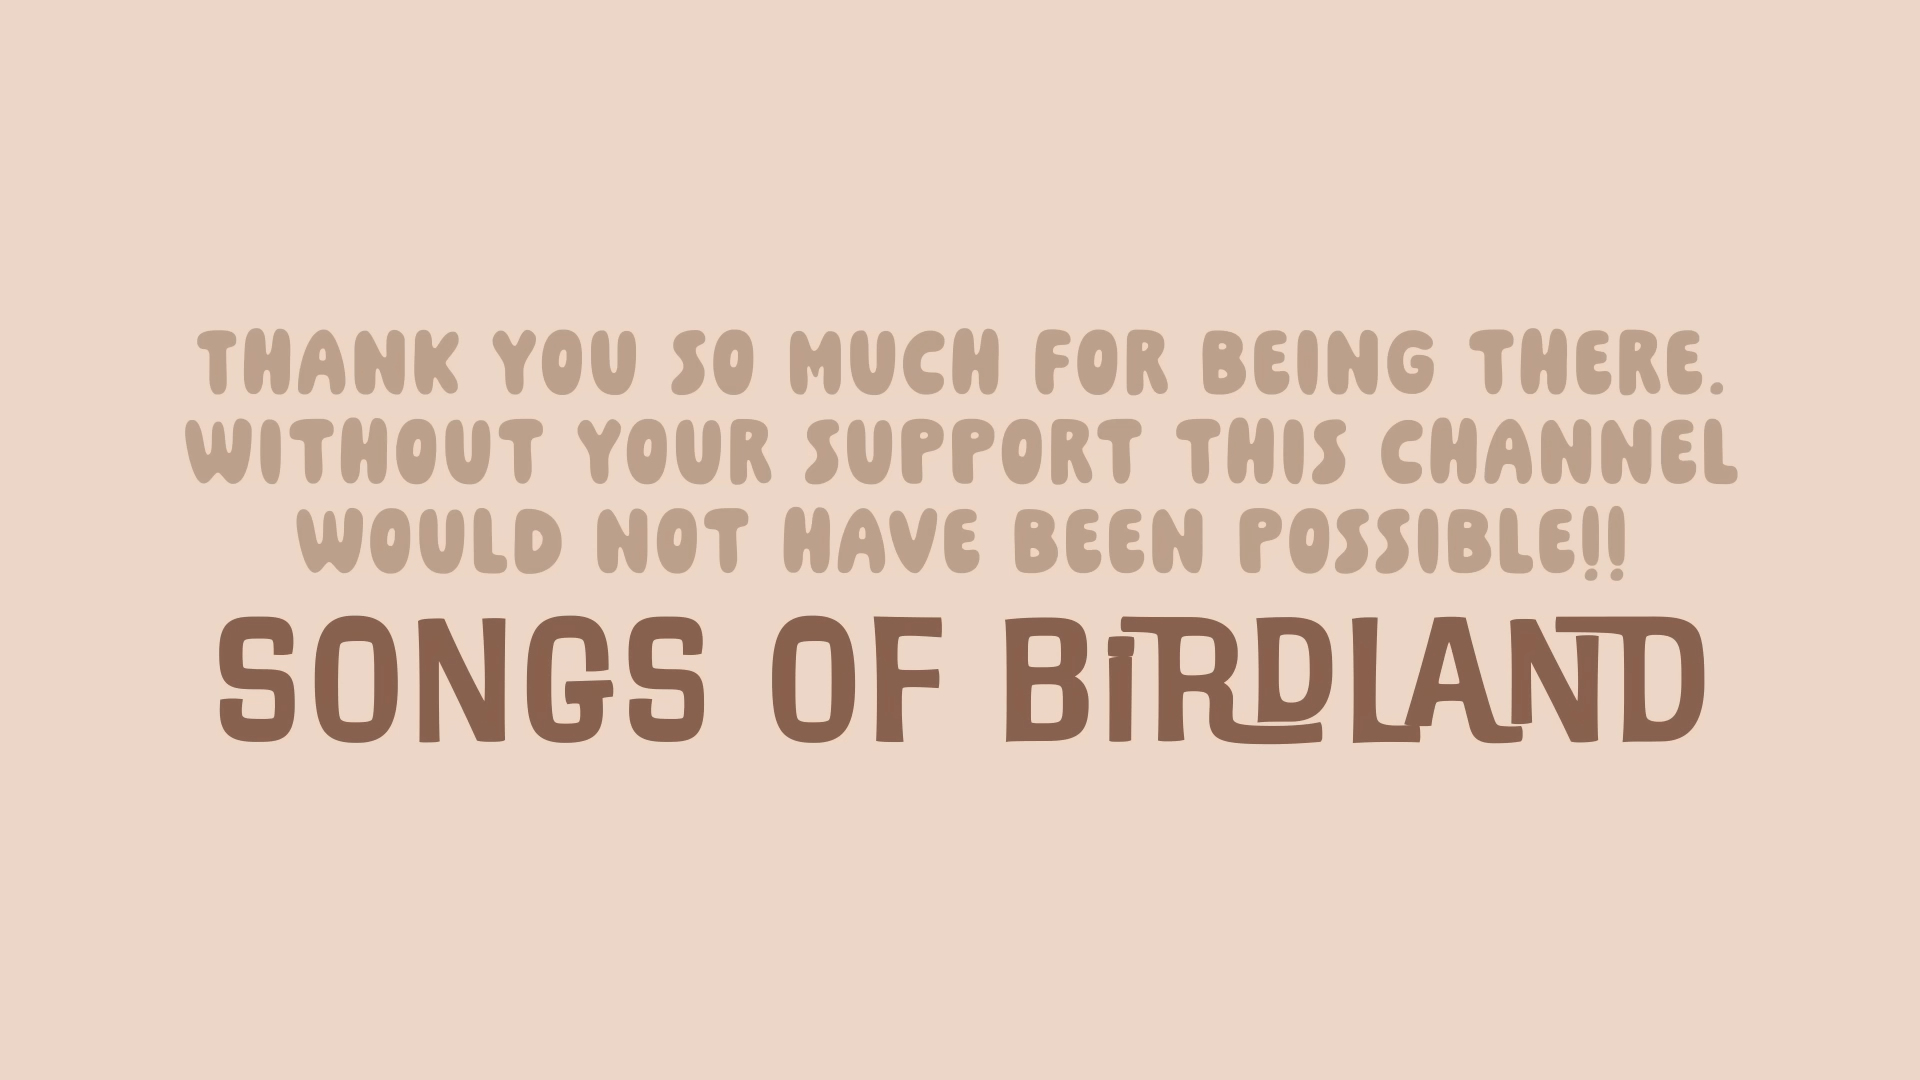 THANK YOU SO MUCH FOR BEING THERE.
WITHOUT YOUR SUPPORT THIS CHANNEL
WOULD NOT HAVE BEEN POSSIBLE!!
SONGS OF BiRDLAND